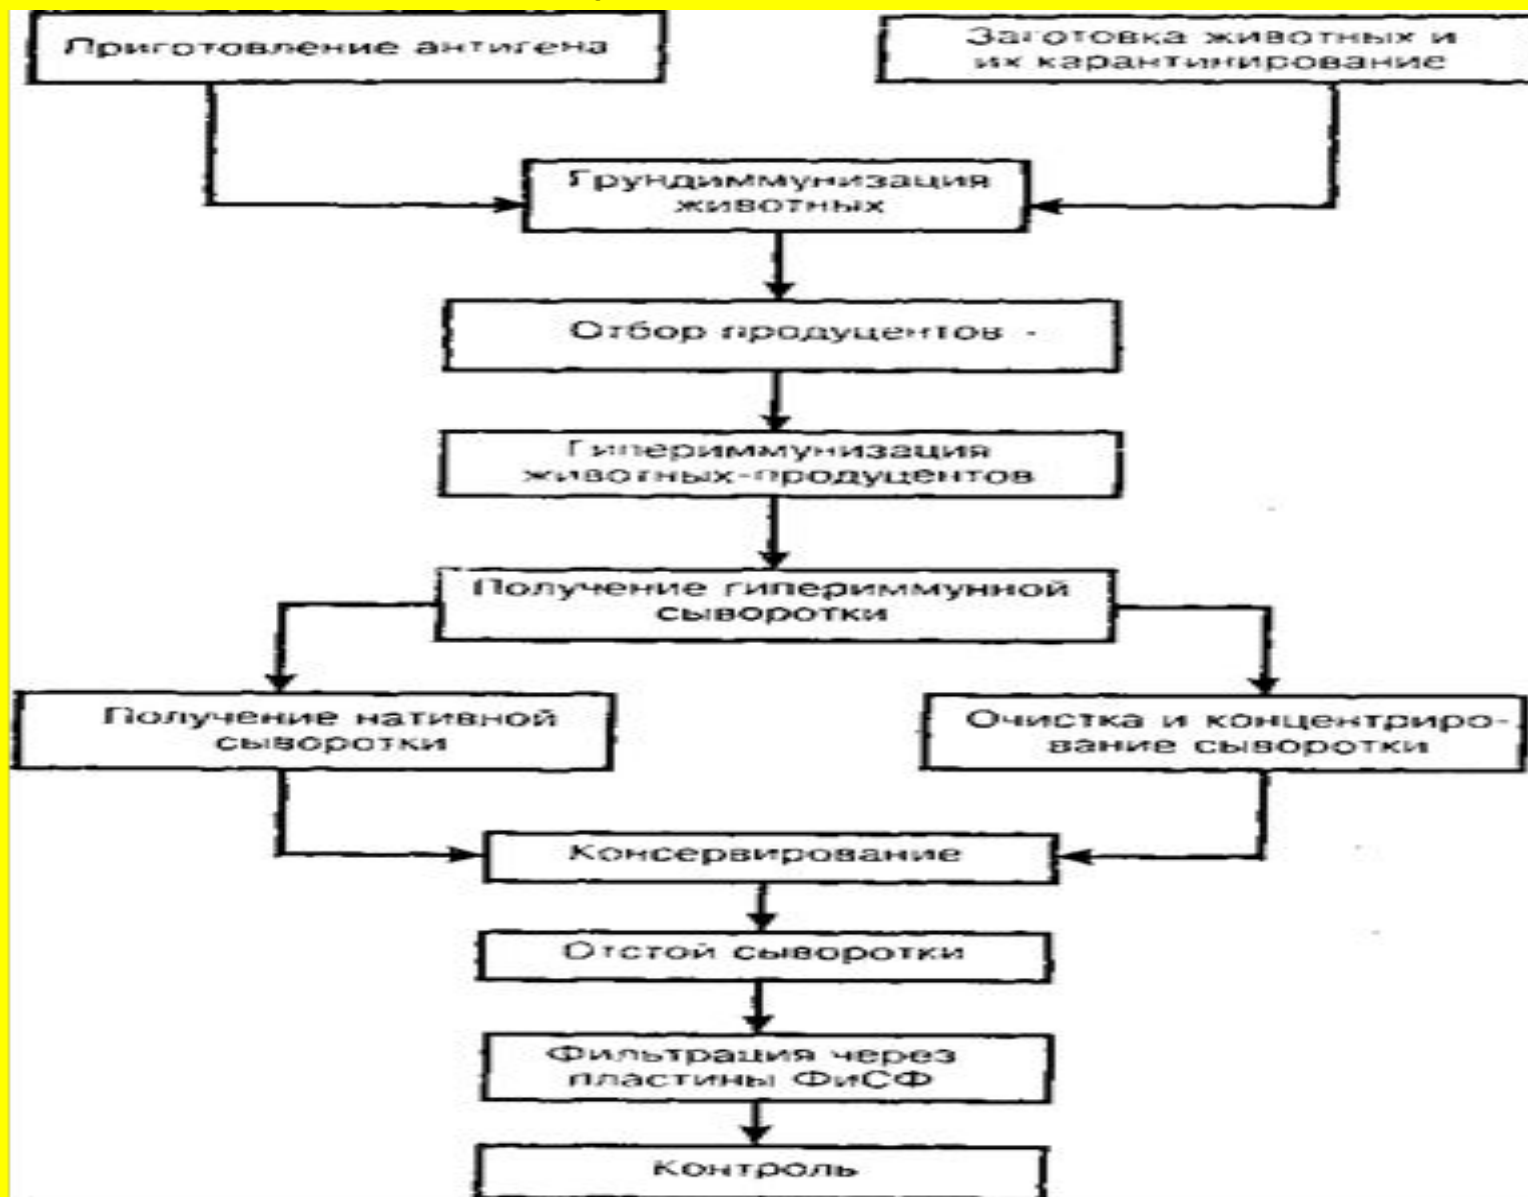 Приготовление антигена
Заготовка животных и
их карантинирование
Грундиммунизация
животных
Отбор продуцентов -
Гипериммунизация
животных-продуцентов
Получение гипериммунной
сыворотки
Получение нативной
сыворотки
Очистка и концентриро-
вание сыворотки
Консервирование
Отстой сыворотки
Фильтрация через
пластины ФиСФ
Контроль